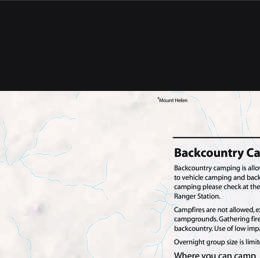 Mount Helen
Backcountry Ca
Backcountry camping is allo
to vehicle camping and back
camping please check at the
Ranger Station.
Campfires are not allowed, e
campgrounds. Gathering fire
backcountry. Use of low impa
Overnight group size is limit
Where you can camp